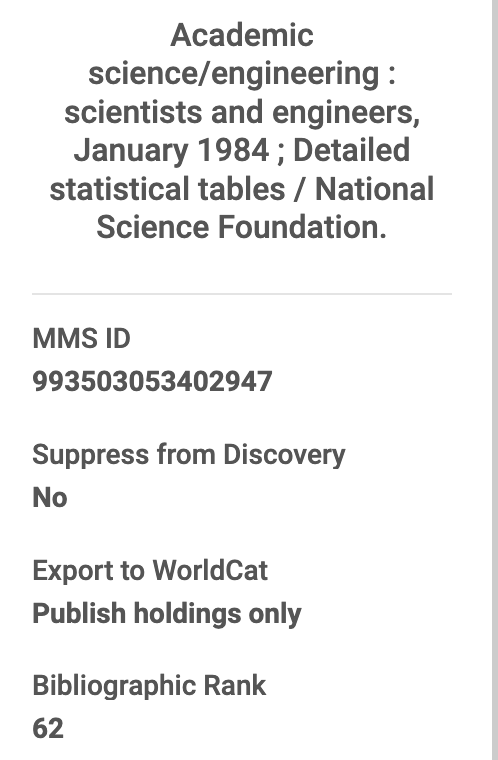 Academic
science/engineering :
scientists and engineers,
January 1984 ; Detailed
statistical tables / National
Science Foundation.
MMS ID
993503053402947
Suppress from Discovery
No
Export to WorldCat
Publish holdings only
Bibliographic Rank
62